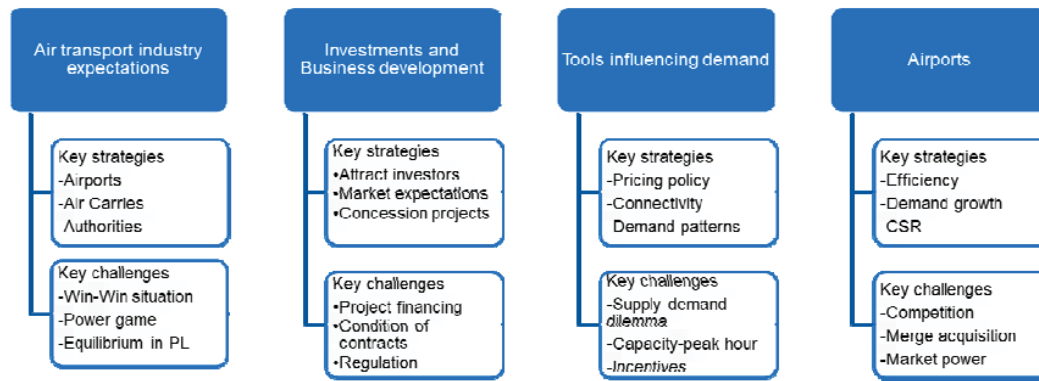 Air transport industry
expectations
Key strategies
-Airports
-Air Carries
Authorities
Key challenges
-Win-Win situation
-Power game
-Equilibrium in PL
Investments and
Business development
Key strategies
•Attract investors
•Market expectations
•Concession projects
Key challenges
•Project financing
•Condition of
contracts
•Regulation
Tools influencing demand
Key strategies
-Pricing policy
-Connectivity
Demand patterns
Key challenges
-Supply demand
dilemma
-Capacity-peak hour
-Incentives
Airports
Key strategies
-Efficiency
-Demand growth
CSR
Key challenges
-Competition
-Merge acquisition
-Market power